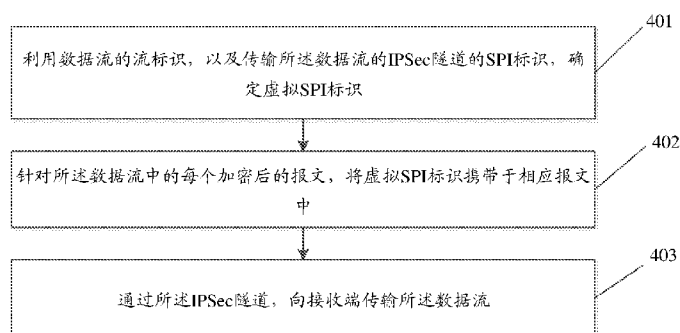 401
利用数据流的流标识，以及传输所述数据流的IPSec隧道的SPI标识，确
定虚拟SPI标识
402
针对所述数据流中的每个加密后的报文，将虚拟SPI标识携带于相应报文
中
403
通过所述IPSec隧道，向接收端传输所述数据流